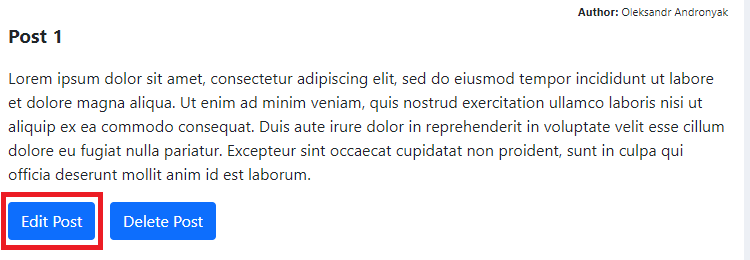 Author: Oleksandr Andronyak
Post 1
Lorem ipsum dolor sit amet, consectetur adipiscing elit, sed do eiusmod tempor incididunt ut labore
et dolore magna aliqua. Ut enim ad minim veniam, quis nostrud exercitation ullamco laboris nisi ut
aliquip ex ea commodo consequat. Duis aute irure dolor in reprehenderit in voluptate velit esse cillum
dolore eu fugiat nulla pariatur. Excepteur sint occaecat cupidatat non proident, sunt in culpa qui
officia deserunt mollit anim id est laborum.
Edit Post Delete Post